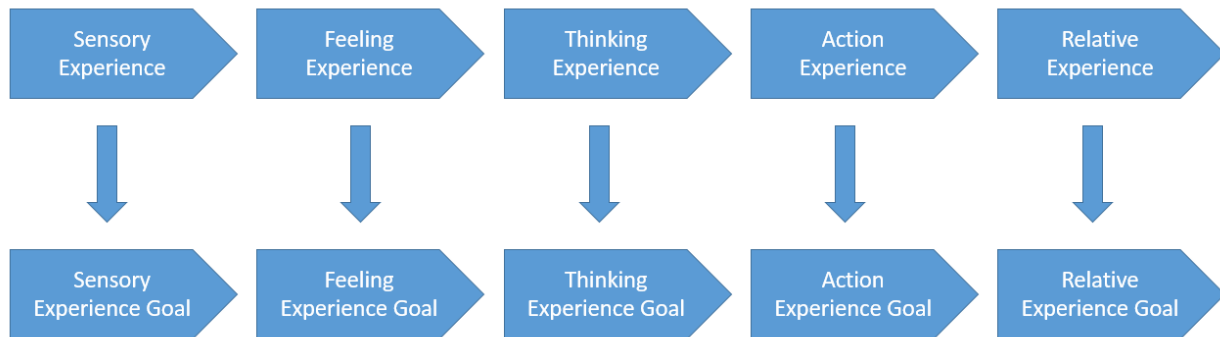 Sensory
Experience
Feeling
Experience
Thinking
Experience
Action
Experience
Relative
Experience
Sensory
Experience Goal
Feeling
Experience Goal
Thinking
Experience Goal
Action
Experience Goal
Relative
Experience Goal